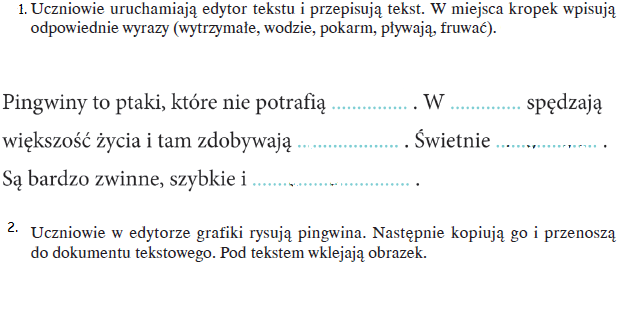 1. Uczniowie uruchamiają edytor tekstu i przepisują tekst. W miejsca kropek wpisują
odpowiednie wyrazy (wytrzymałe, wodzie, pokarm, pływają, fruwać).
Pingwiny to ptaki, które nie potrafią .............. . W ............. spędzają
większość życia i tam zdobywają ................... . Świetnie ................... .
Są bardzo zwinne, szybkie i ............................. .
2. Uczniowie w edytorze grafiki rysują pingwina. Następnie kopiują go i przenoszą
do dokumentu tekstowego. Pod tekstem wklejają obrazek.